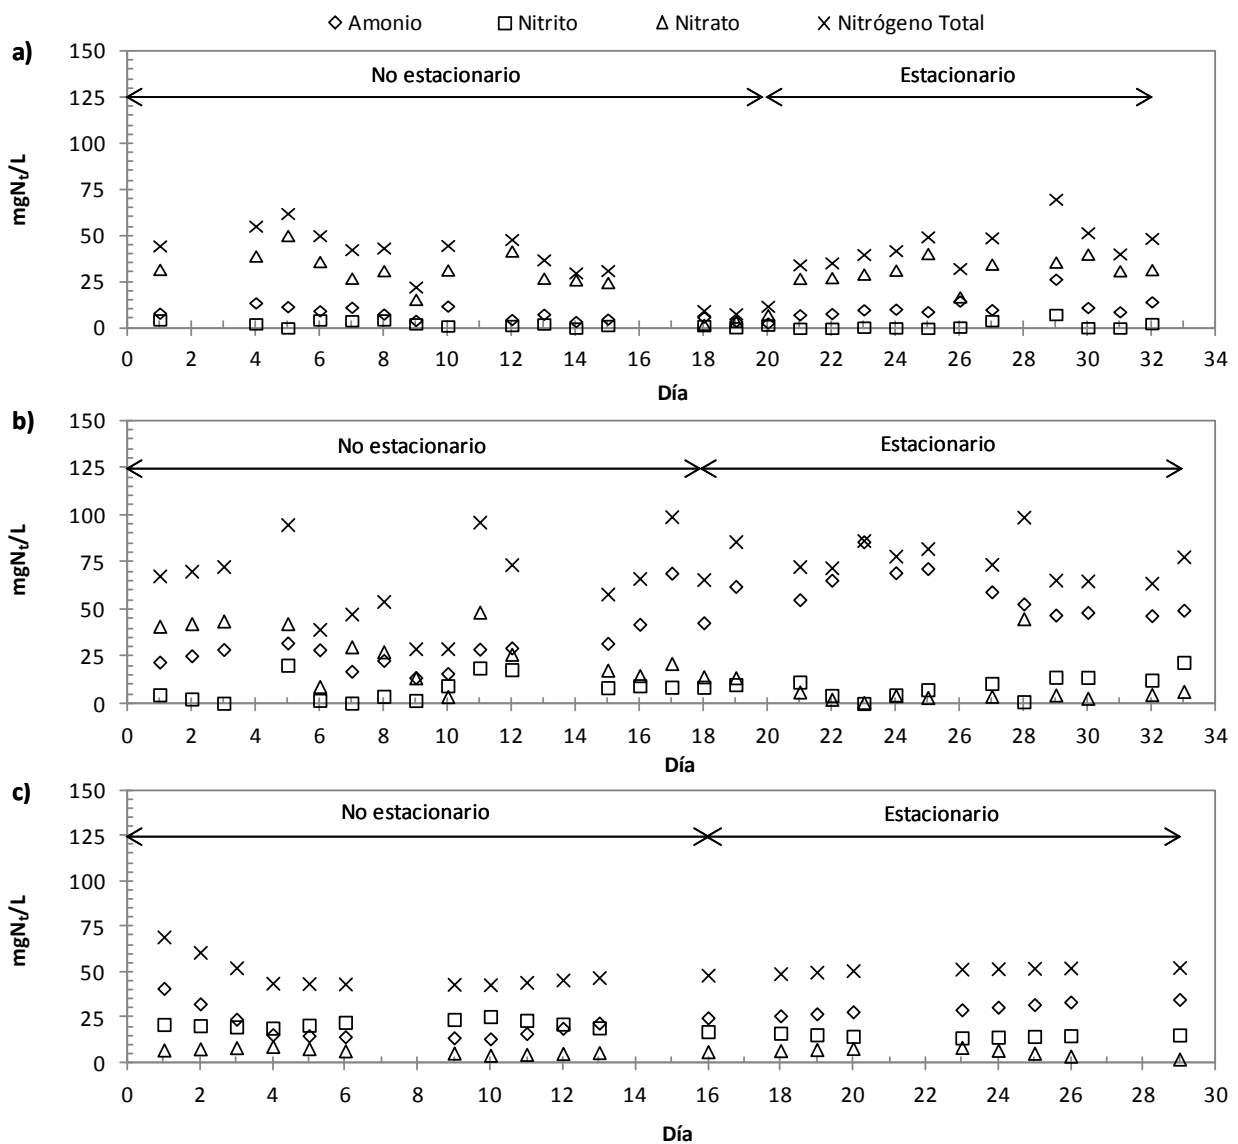 Amonio Nitrito Nitrato Nitrógeno Total
a)
150
125
100
75
50
25
0
mgNt/L
No estacionario Estacionario
0 2 4 6 8 10 12 14 16 18 20 22 24 26 28 30 32 34
Día
b)
150
125
100
75
50
25
0
mgNt/L
No estacionario Estacionario
0 2 4 6 8 10 12 14 16 18 20 22 24 26 28 30 32 34
Día
c)
150
125
100
75
50
25
0
mgNt/L
No estacionario Estacionario
0 2 4 6 8 10 12 14 16 18 20 22 24 26 28 30
Día